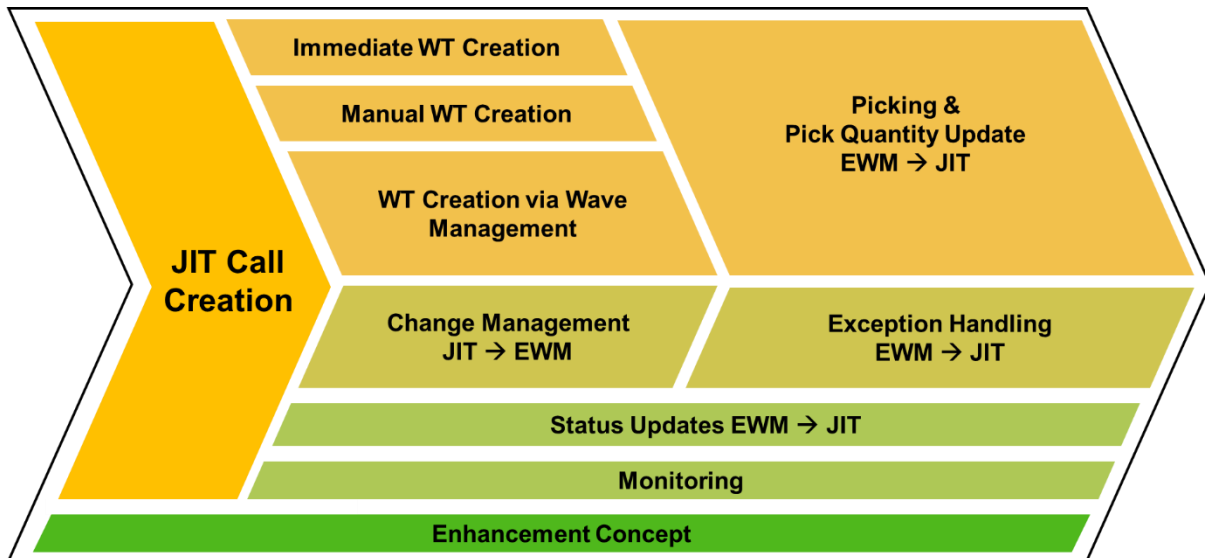 JIT Call
Creation
Immediate WT Creation
Manual WT Creation
WT Creation via Wave
Management
Picking &
Pick Quantity Update
EWM → JIT
Change Management
JIT → EWM
Exception Handling
EWM → JIT
Status Updates EWM → JIT
Monitoring
Enhancement Concept